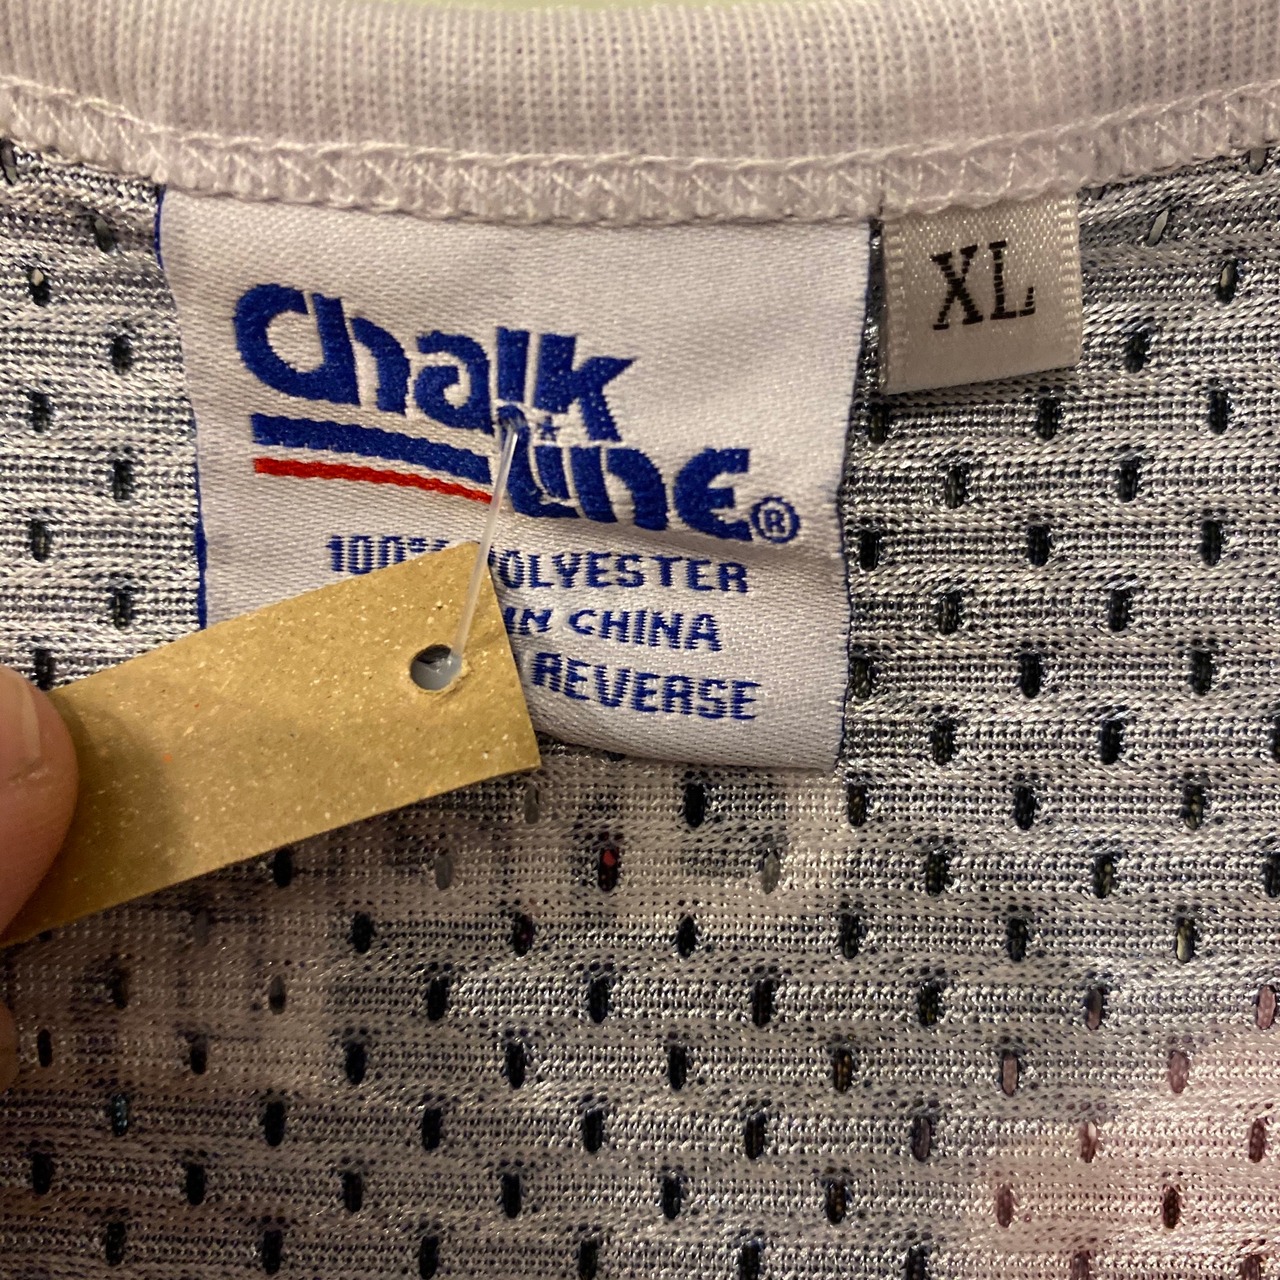 Chalk
Line®
XL
100% POLYESTER
IN CHINA
REVERSE